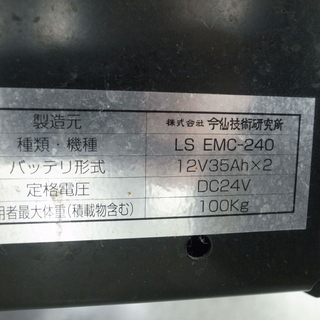 製造元 株式会社 今仙技術研究所
種類・機種 LS EMC-240
バッテリ形式 12V35Ah×2
定格電圧 DC24V
用者最大体重(積載物含む) 100Kg